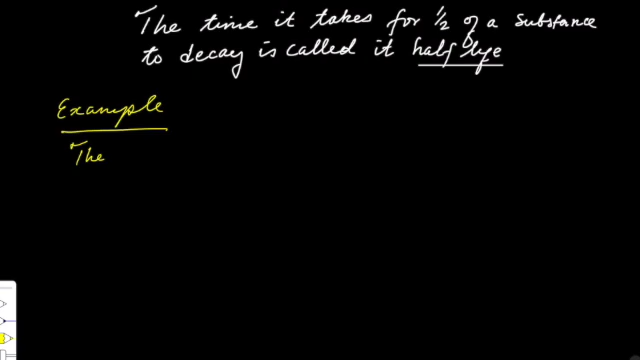 The time it takes for 1/2 of a substance
to decay is called it half life
Example
The